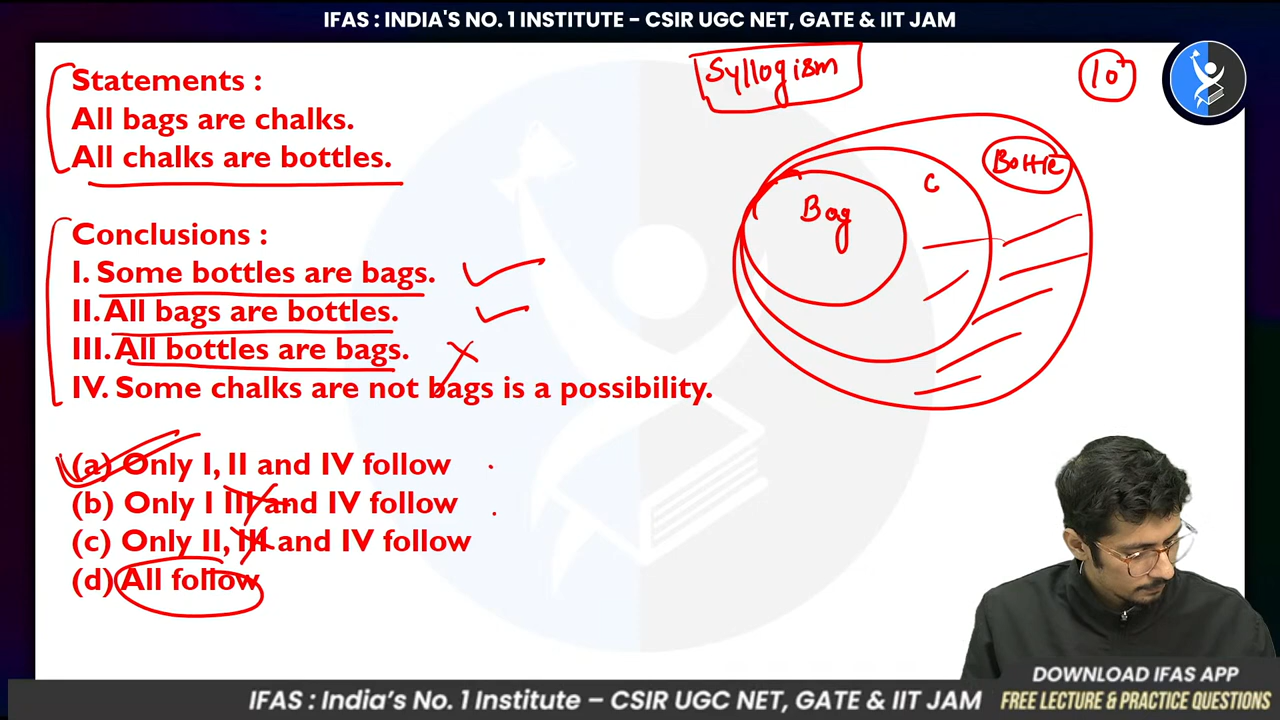 IFAS : INDIA'S NO. 1 INSTITUTE - CSIR UGC NET, GATE & IIT JAM
Statements :
All bags are chalks.
All chalks are bottles.
Conclusions :
I. Some bottles are bags.
II. All bags are bottles.
III. All bottles are bags.
IV. Some chalks are not bags is a possibility.
(a) Only I, II and IV follow
(b) Only I III and IV follow
(c) Only II, III and IV follow
(d) All follow
Syllogism
Bag
C
Bottle
DOWNLOAD IFAS APP
FREE LECTURE & PRACTICE QUESTIONS
IFAS : India's No. 1 Institute – CSIR UGC NET, GATE & IIT JAM